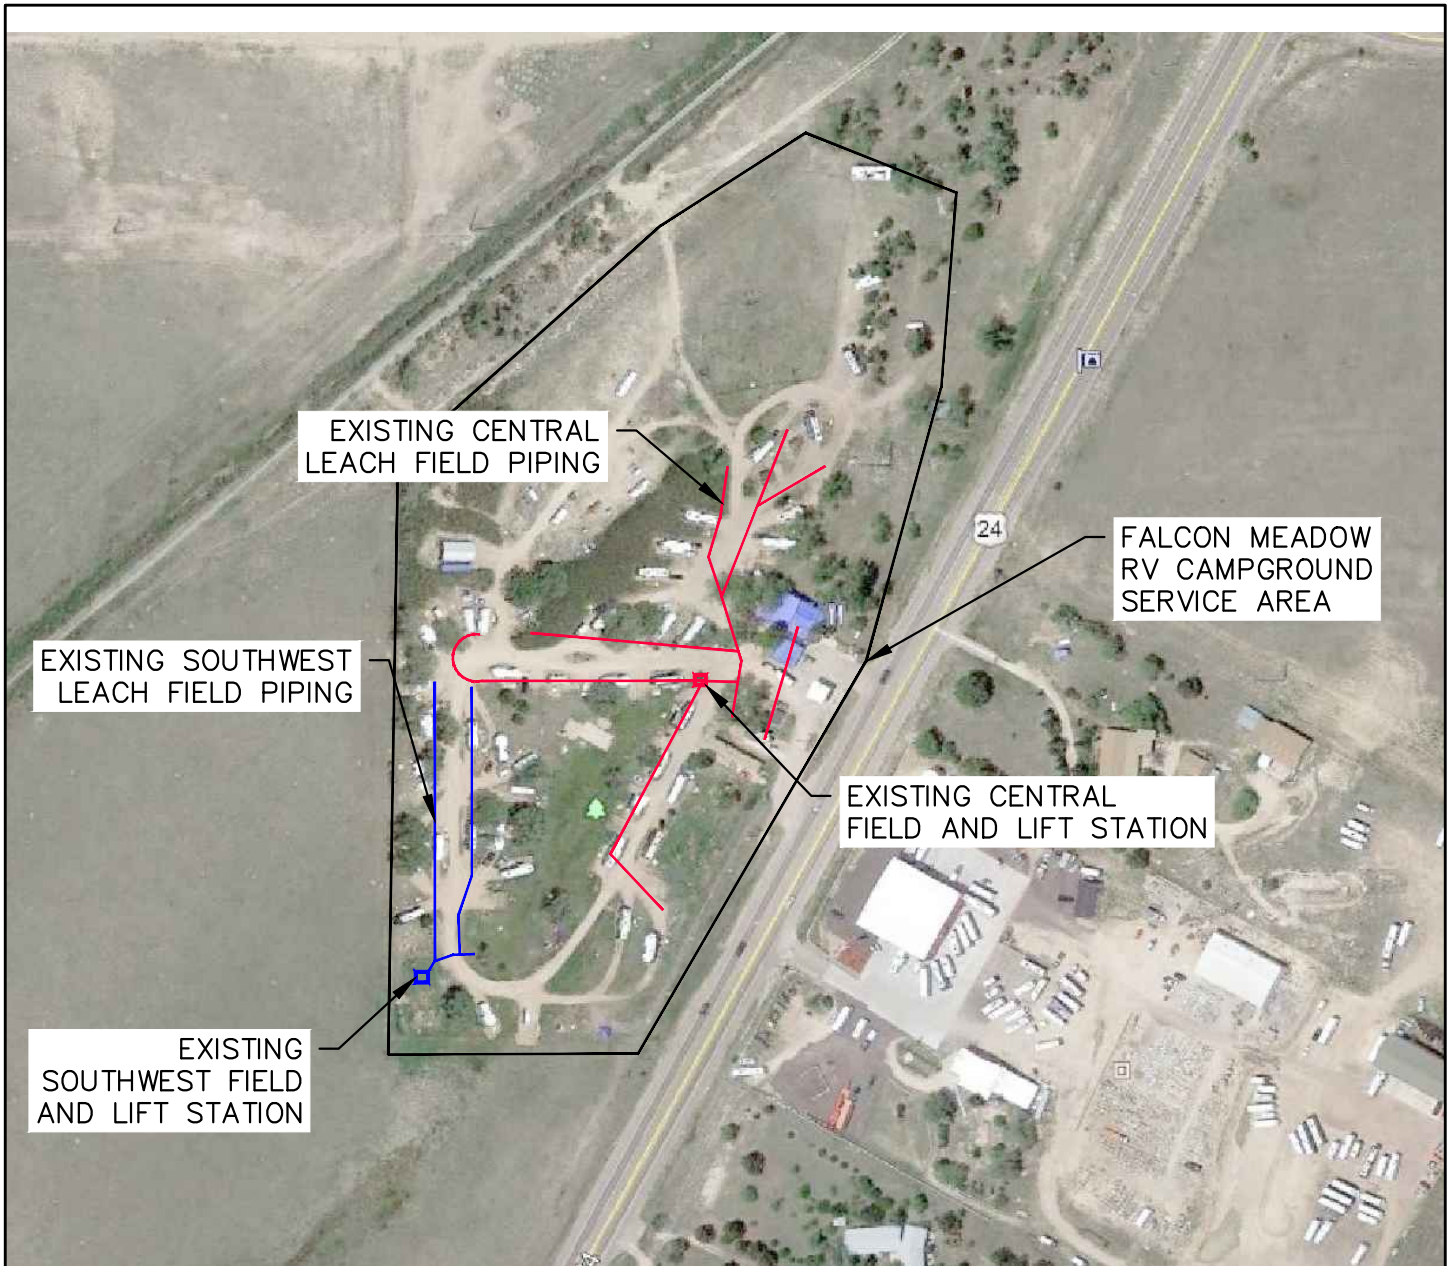 EXISTING CENTRAL
LEACH FIELD PIPING
24
FALCON MEADOW
RV CAMPGROUND
SERVICE AREA
EXISTING SOUTHWEST
LEACH FIELD PIPING
EXISTING CENTRAL
FIELD AND LIFT STATION
EXISTING
SOUTHWEST FIELD
AND LIFT STATION